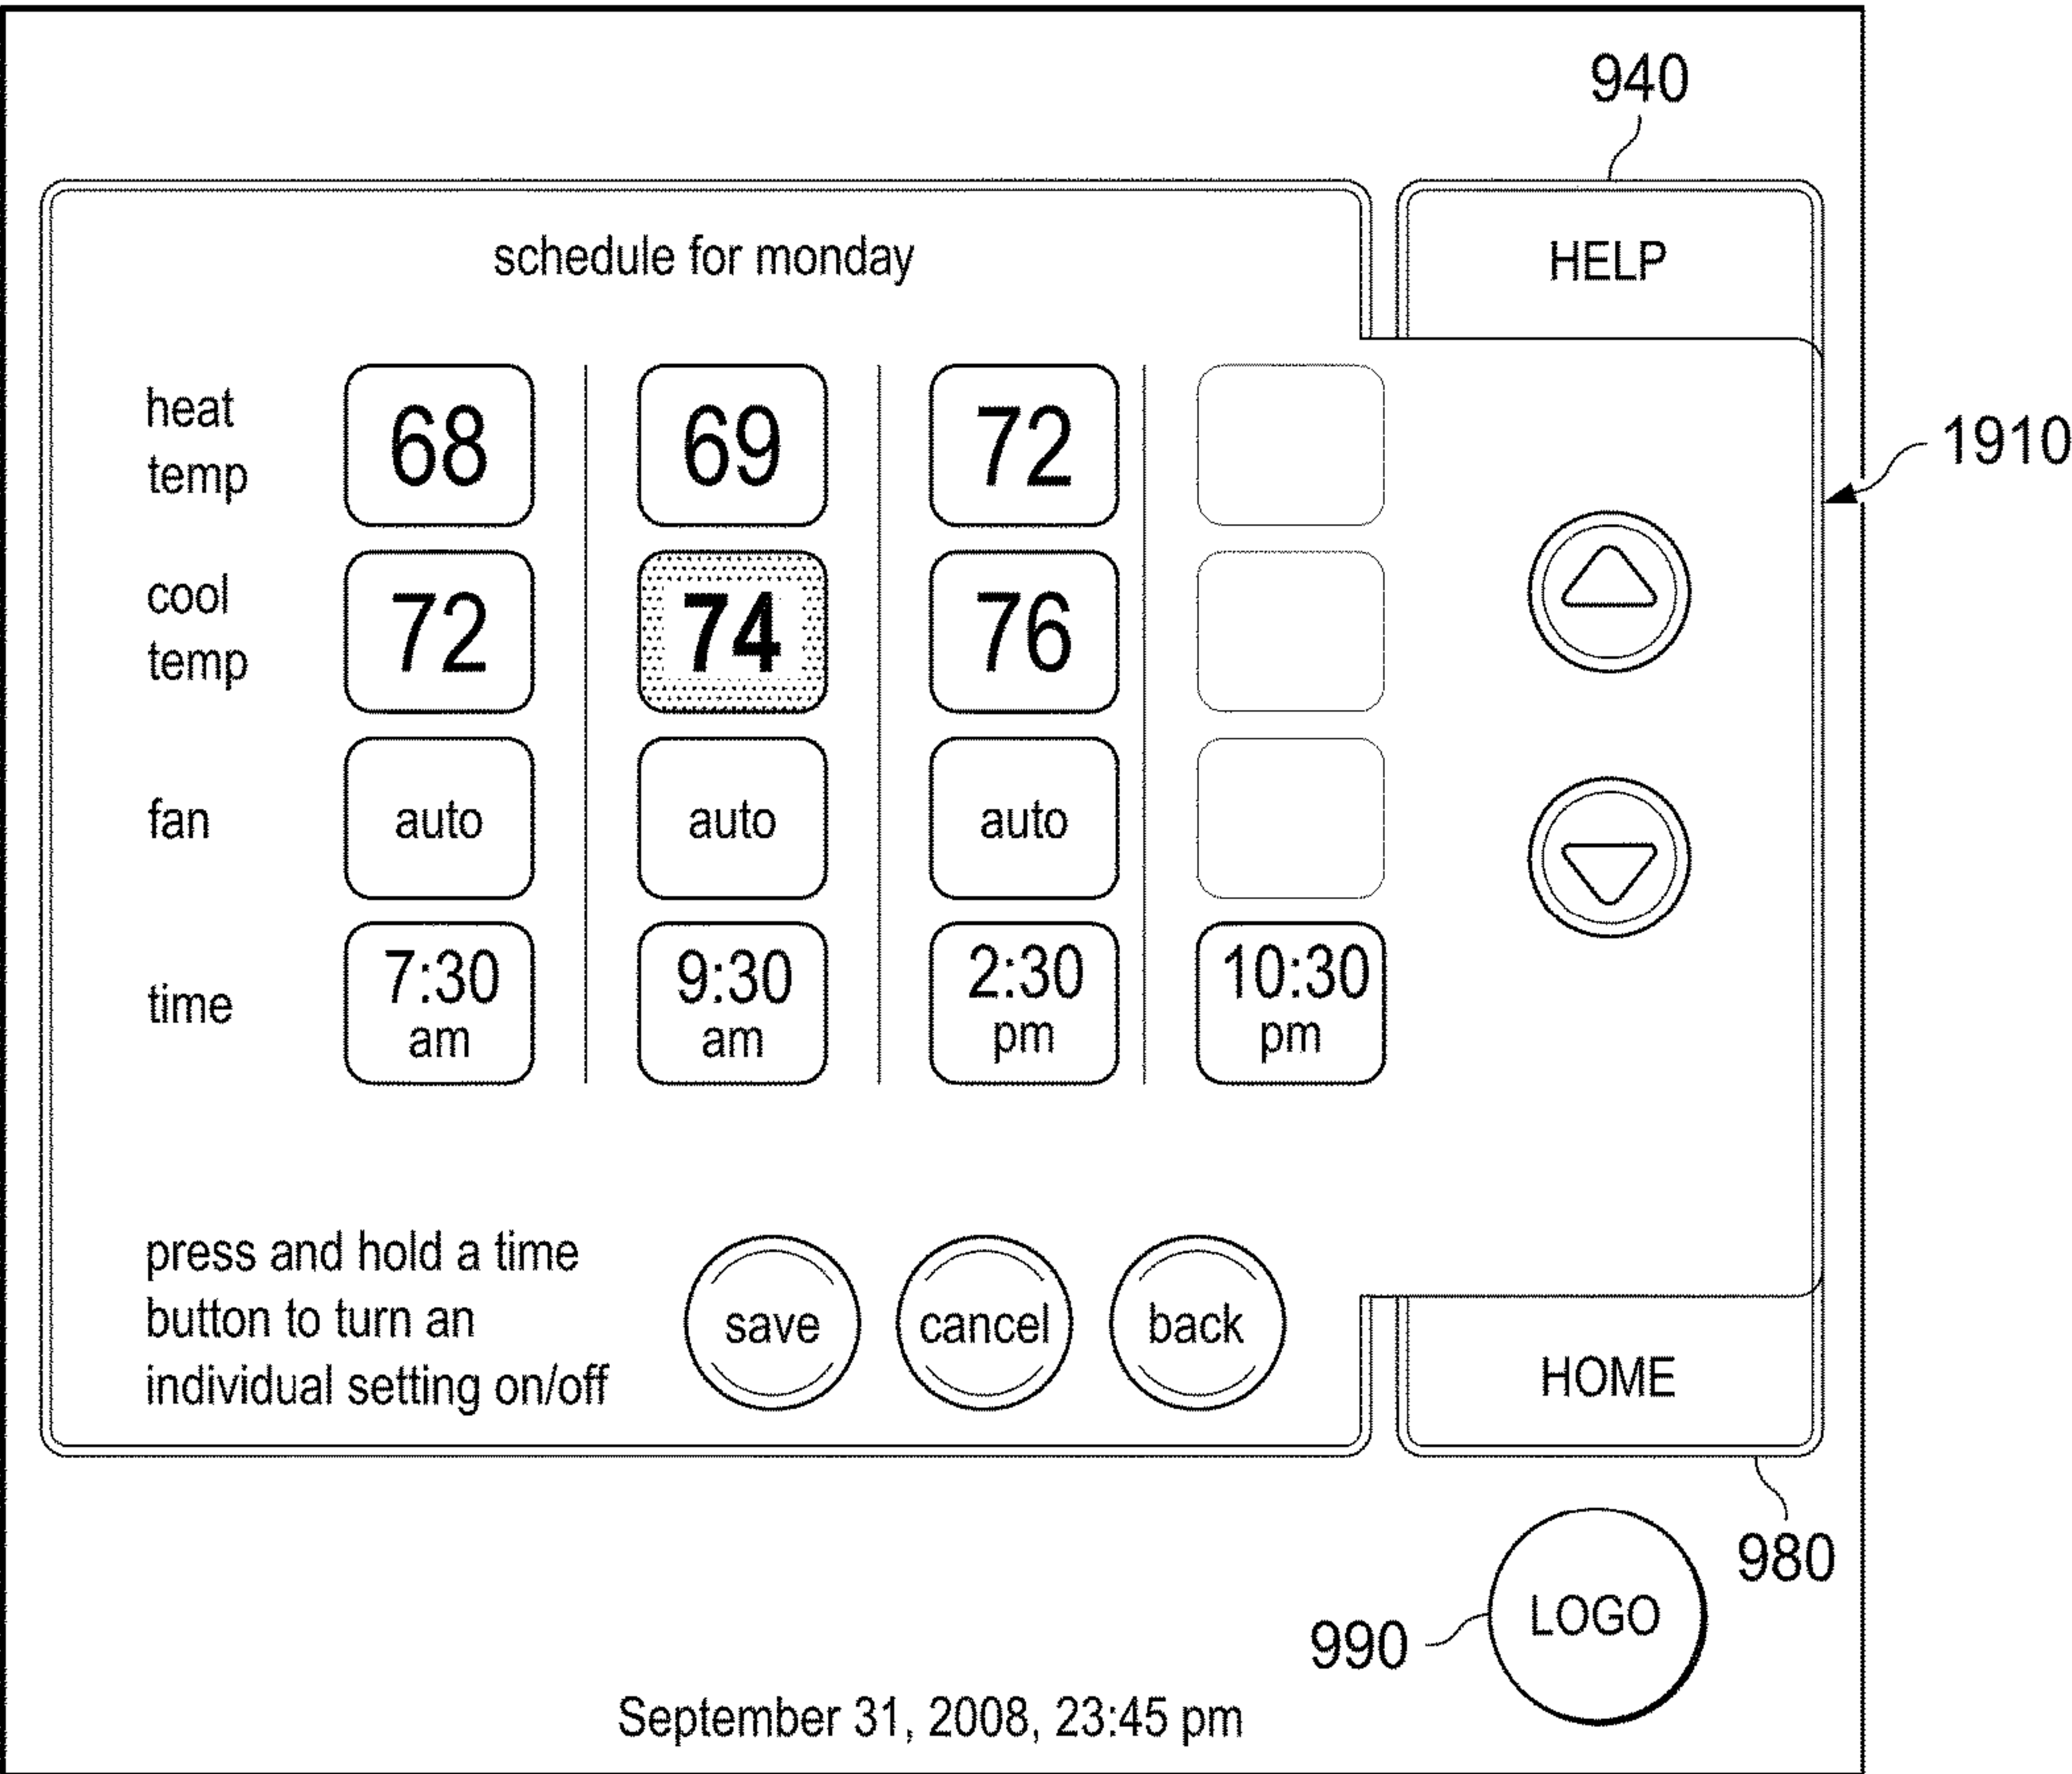 940
schedule for monday
HELP
heat
temp
68
69
72
1910
cool
temp
72
74
76
fan
auto
auto
auto
time
7:30
am
9:30
am
2:30
pm
10:30
pm
press and hold a time
button to turn an
individual setting on/off
save
cancel
back
HOME
980
990
LOGO
September 31, 2008, 23:45 pm